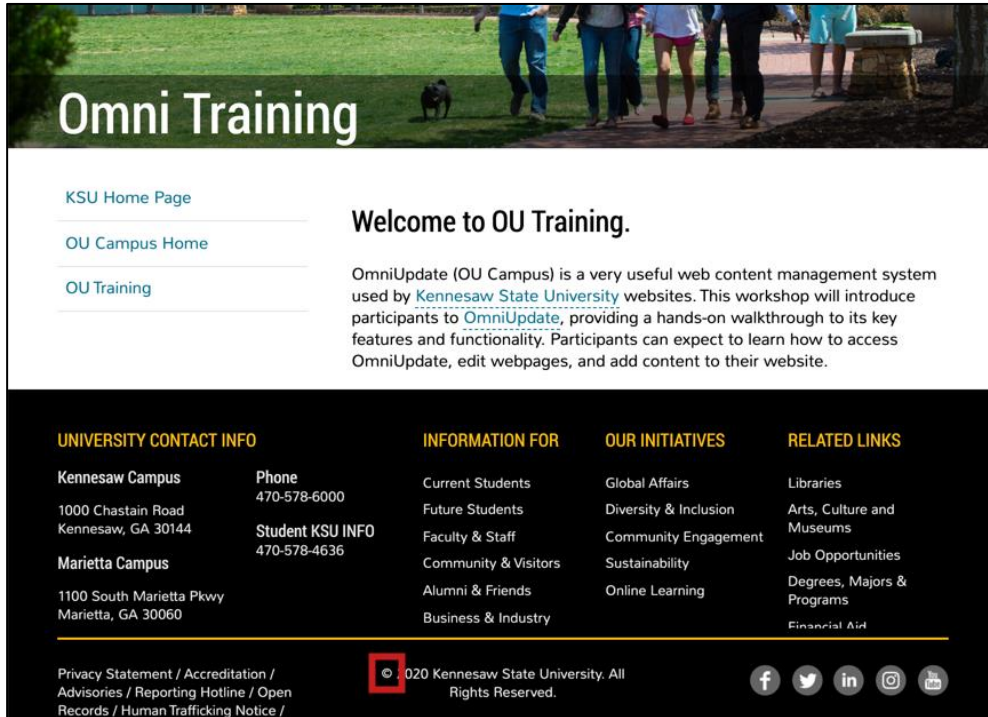 Omni Training
KSU Home Page
OU Campus Home
OU Training
Welcome to OU Training.
OmniUpdate (OU Campus) is a very useful web content management system
used by Kennesaw State University websites. This workshop will introduce
participants to OmniUpdate, providing a hands-on walkthrough to its key
features and functionality. Participants can expect to learn how to access
OmniUpdate, edit webpages, and add content to their website.
UNIVERSITY CONTACT INFO
Kennesaw Campus
1000 Chastain Road
Kennesaw, GA 30144
Marietta Campus
1100 South Marietta Pkwy
Marietta, GA 30060
Phone
470-578-6000
Student KSU INFO
470-578-4636
INFORMATION FOR
Current Students
Future Students
Faculty & Staff
Community & Visitors
Alumni & Friends
Business & Industry
OUR INITIATIVES
Global Affairs
Diversity & Inclusion
Community Engagement
Sustainability
Online Learning
RELATED LINKS
Libraries
Arts, Culture and
Museums
Job Opportunities
Degrees, Majors &
Programs
Financial Aid
Privacy Statement / Accreditation /
Advisories / Reporting Hotline / Open
Records / Human Trafficking Notice /
© 2020 Kennesaw State University. All
Rights Reserved.
f
in
You
Tube